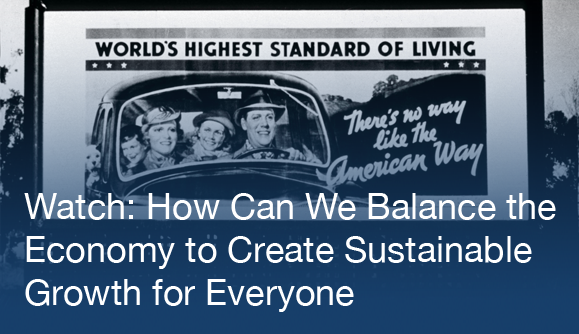 WORLD'S HIGHEST STANDARD OF LIVING
There's no way
like the
American Way
Watch: How Can We Balance the
Economy to Create Sustainable
Growth for Everyone